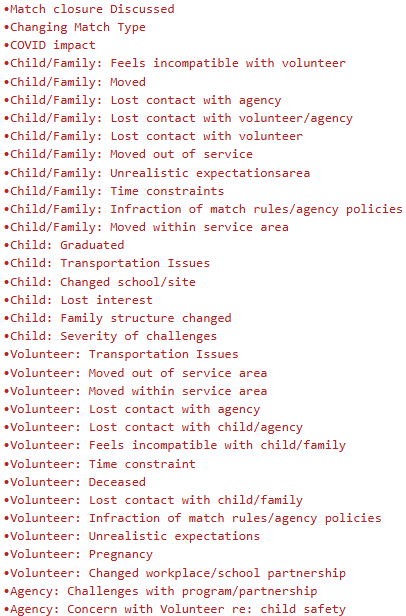 •Match closure Discussed
•Changing Match Type
•COVID impact
•Child/Family: Feels incompatible with volunteer
•Child/Family: Moved
•Child/Family: Lost contact with agency
•Child/Family: Lost contact with volunteer/agency
•Child/Family: Lost contact with volunteer
•Child/Family: Moved out of service
•Child/Family: Unrealistic expectationsarea
•Child/Family: Time constraints
•Child/Family: Infraction of match rules/agency policies
•Child/Family: Moved within service area
•Child: Graduated
•Child: Transportation Issues
•Child: Changed school/site
•Child: Lost interest
•Child: Family structure changed
•Child: Severity of challenges
•Volunteer: Transportation Issues
•Volunteer: Moved out of service area
•Volunteer: Moved within service area
•Volunteer: Lost contact with agency
•Volunteer: Lost contact with child/agency
•Volunteer: Feels incompatible with child/family
•Volunteer: Time constraint
•Volunteer: Deceased
•Volunteer: Lost contact with child/family
•Volunteer: Infraction of match rules/agency policies
•Volunteer: Unrealistic expectations
•Volunteer: Pregnancy
•Volunteer: Changed workplace/school partnership
•Agency: Challenges with program/partnership
•Agency: Concern with Volunteer re: child safety